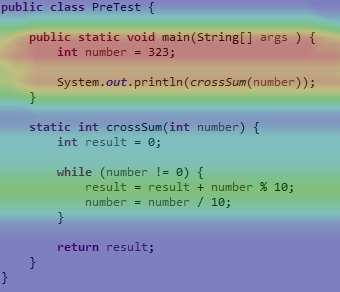 public class PreTest {
    public static void main(String[] args ) {
        int number = 323;
        System.out.println(crossSum(number));
    }
    static int crossSum(int number) {
        int result = 0;
        while (number != 0) {
            result = result + number % 10;
            number = number / 10;
        }
        return result;
    }
}